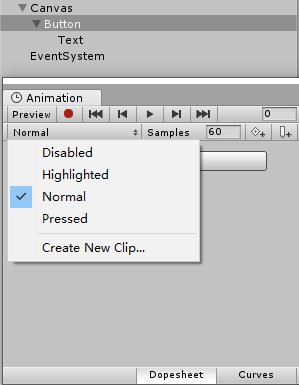 Canvas
Button
Text
EventSystem
Animation
Preview 0
Normal Samples 60
Disabled
Highlighted
Normal
Pressed
Create New Clip...
Dopesheet Curves